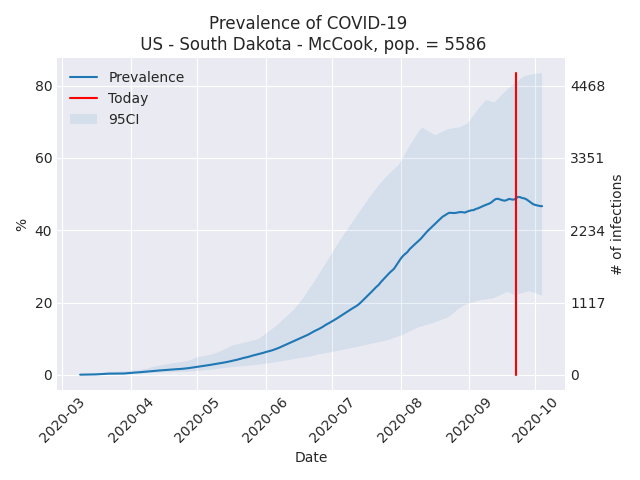 Prevalence of COVID-19
US - South Dakota - McCook, pop. = 5586
Prevalence
Today
95CI
80
60
40
20
0
%
4468
3351
2234
1117
0
# of infections
2020-03
2020-04
2020-05
2020-06
2020-07
2020-08
2020-09
2020-10
Date